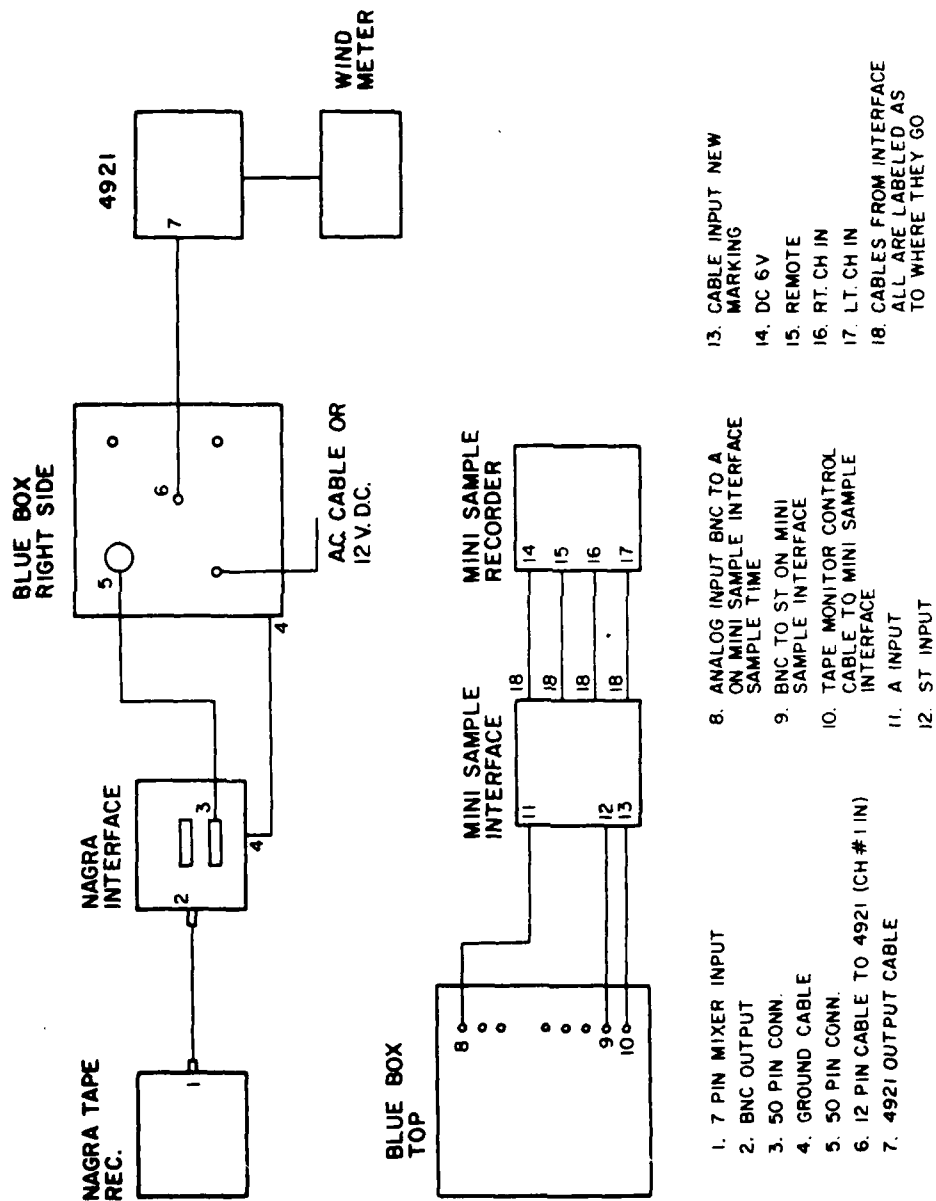 NAGRA TAPE
REC.
1
NAGRA
INTERFACE
2
3
4
BLUE BOX
RIGHT SIDE
5
6
4
A.C. CABLE OR
12 V. D.C.
4921
7
WIND
METER
BLUE BOX
TOP
8
9
10
MINI SAMPLE
INTERFACE
11
12
13
18
18
18
18
MINI SAMPLE
RECORDER
14
15
16
17
1. 7 PIN MIXER INPUT
2. BNC OUTPUT
3. 50 PIN CONN.
4. GROUND CABLE
5. 50 PIN CONN.
6. 12 PIN CABLE TO 4921 (CH #1 IN)
7. 4921 OUTPUT CABLE
8. ANALOG INPUT BNC TO A
ON MINI SAMPLE INTERFACE
SAMPLE TIME
9. BNC TO ST ON MINI
SAMPLE INTERFACE
10. TAPE MONITOR CONTROL
CABLE TO MINI SAMPLE
INTERFACE
11. A INPUT
12. ST INPUT
13. CABLE INPUT NEW
MARKING
14. DC 6V
15. REMOTE
16. RT. CH IN
17. LT. CH IN
18. CABLES FROM INTERFACE
ALL ARE LABELED AS
TO WHERE THEY GO